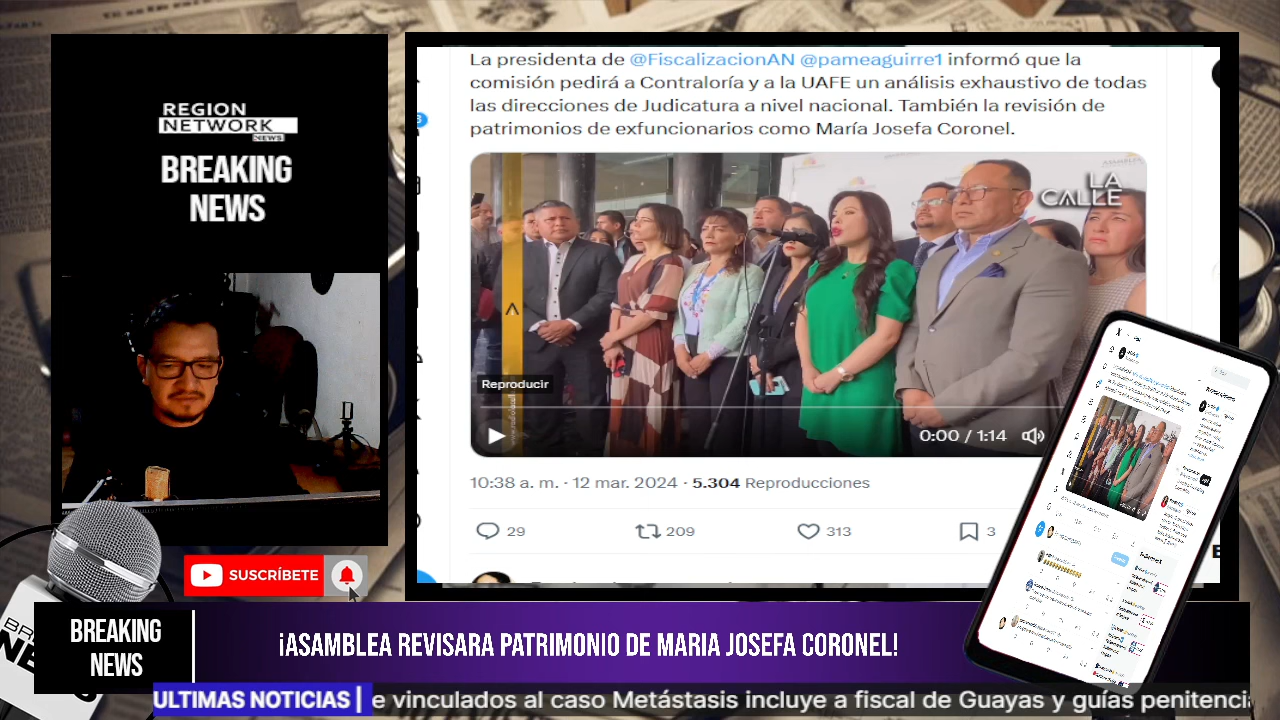 REGION
NETWORK
NEWS
BREAKING
NEWS
La presidenta de @FiscalizacionAN @pameaguirre1 informó que la
comisión pedirá a Contraloría y a la UAFE un análisis exhaustivo de todas
las direcciones de Judicatura a nivel nacional. También la revisión de
patrimonios de exfuncionarios como María Josefa Coronel.
LA
CALLE
Reproducir
0:00 / 1:14
10:38 a. m. · 12 mar. 2024 · 5.304 Reproducciones
29 209 313 3
SUSCRÍBETE
BREAKING
NEWS
¡ASAMBLEA REVISARA PATRIMONIO DE MARIA JOSEFA CORONEL!
ULTIMAS NOTICIAS | e vinculados al caso Metástasis incluye a fiscal de Guayas y guías penitencia